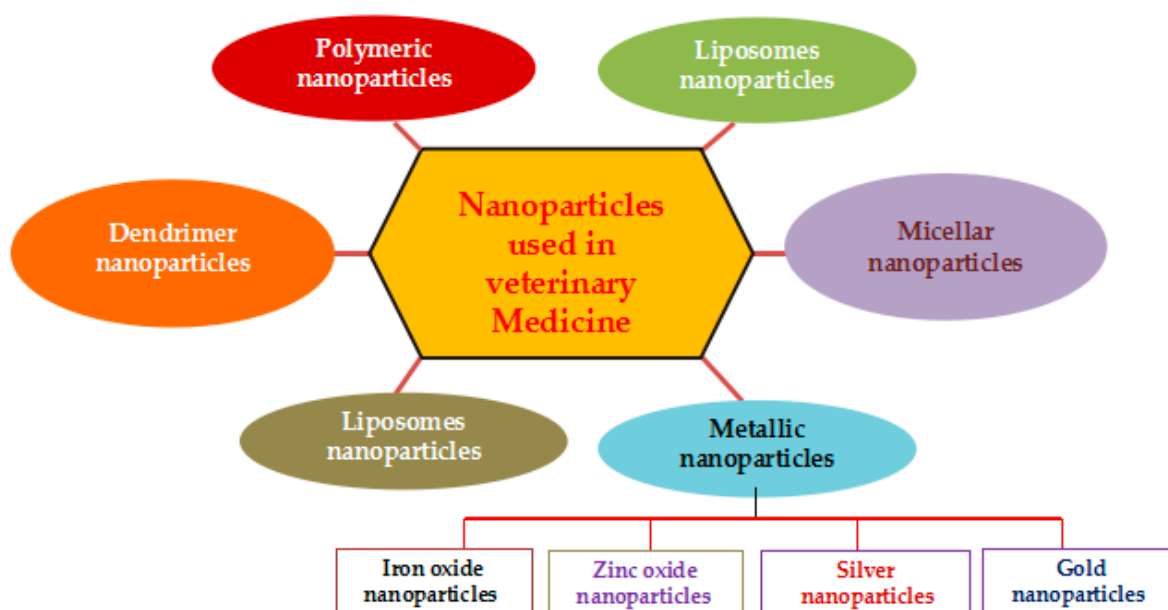 Polymeric
nanoparticles
Liposomes
nanoparticles
Nanoparticles
used in
veterinary
Medicine
Dendrimer
nanoparticles
Micellar
nanoparticles
Liposomes
nanoparticles
Metallic
nanoparticles
Iron oxide
nanoparticles
Zinc oxide
nanoparticles
Silver
nanoparticles
Gold
nanoparticles